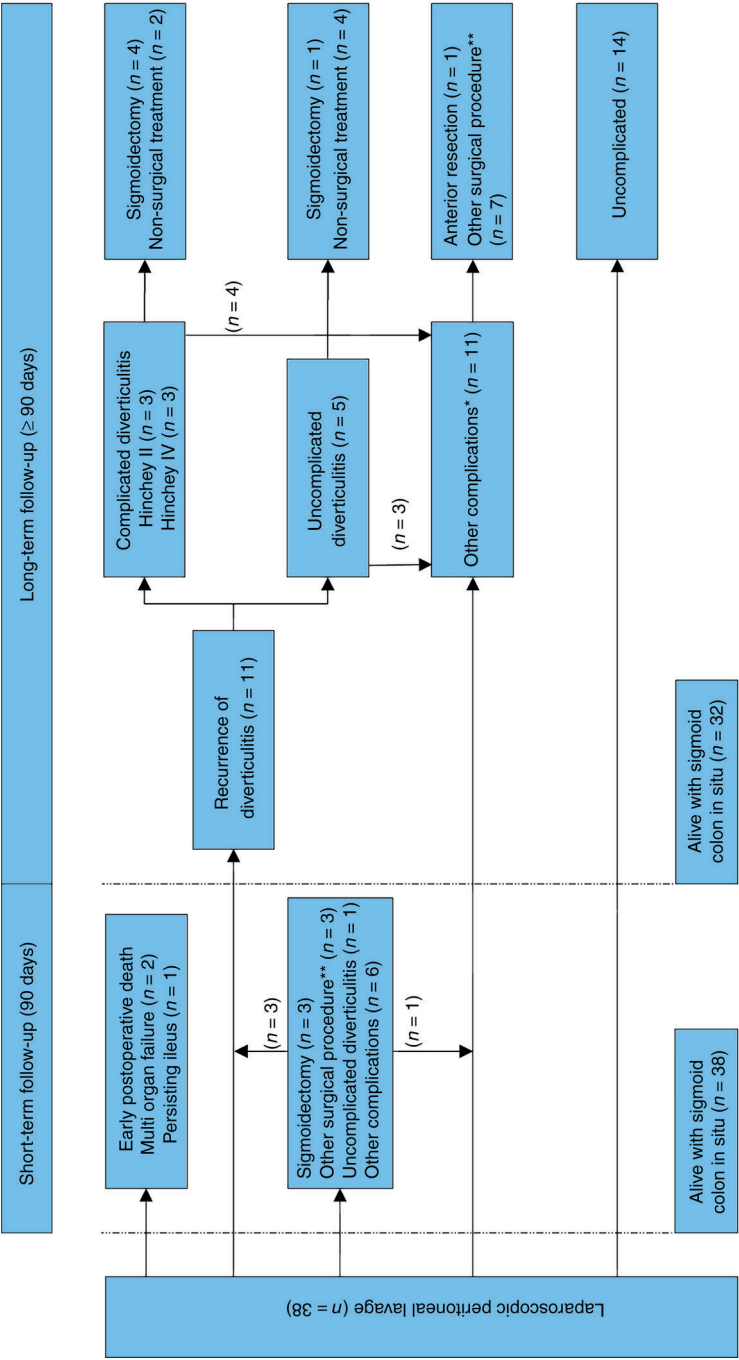 Short-term follow-up (90 days)
Long-term follow-up (≥ 90 days)
Laparoscopic peritoneal lavage (n = 38)
Early postoperative death
Multi organ failure (n = 2)
Persisting ileus (n = 1)
(n = 3)
Sigmoidectomy (n = 3)
Other surgical procedure** (n = 3)
Uncomplicated diverticulitis (n = 1)
Other complications (n = 6)
(n = 1)
Alive with sigmoid
colon in situ (n = 38)
Recurrence of
diverticulitis (n = 11)
Complicated diverticulitis
Hinchey II (n = 3)
Hinchey IV (n = 3)
(n = 4)
Uncomplicated
diverticulitis (n = 5)
(n = 3)
Other complications* (n = 11)
Alive with sigmoid
colon in situ (n = 32)
Sigmoidectomy (n = 4)
Non-surgical treatment (n = 2)
Sigmoidectomy (n = 1)
Non-surgical treatment (n = 4)
Anterior resection (n = 1)
Other surgical procedure**
(n = 7)
Uncomplicated (n = 14)